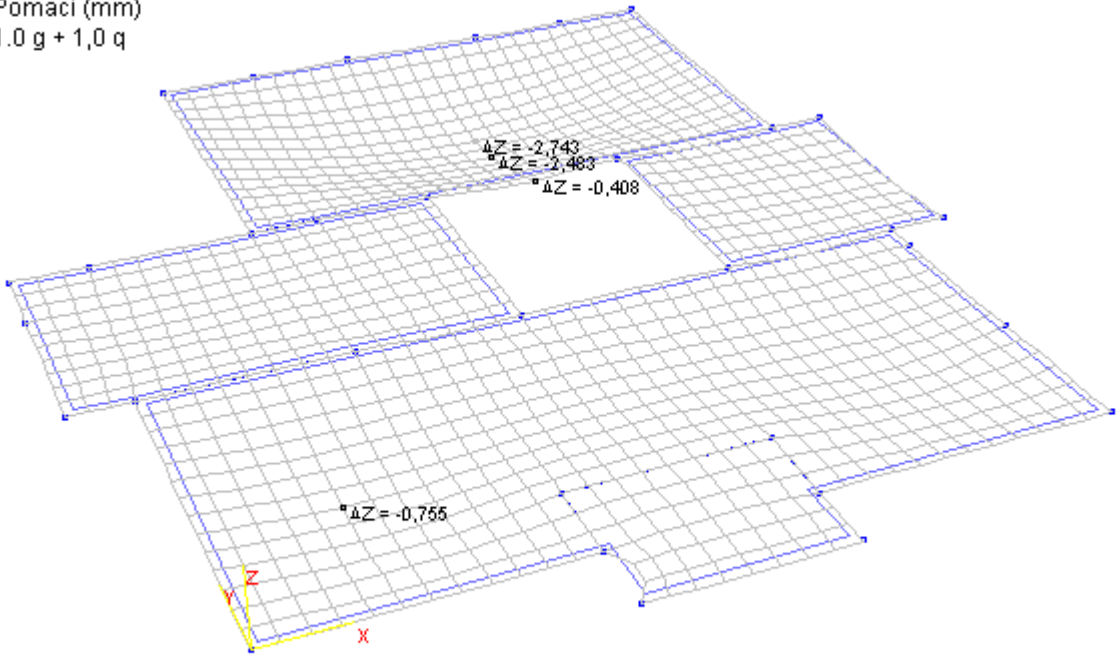 Pomaci (mm)
1.0 g + 1,0 q
ΔZ = -2,743
ΔZ = -2,483
ΔZ = -0,408
ΔZ = -0,755
Z
Y
X